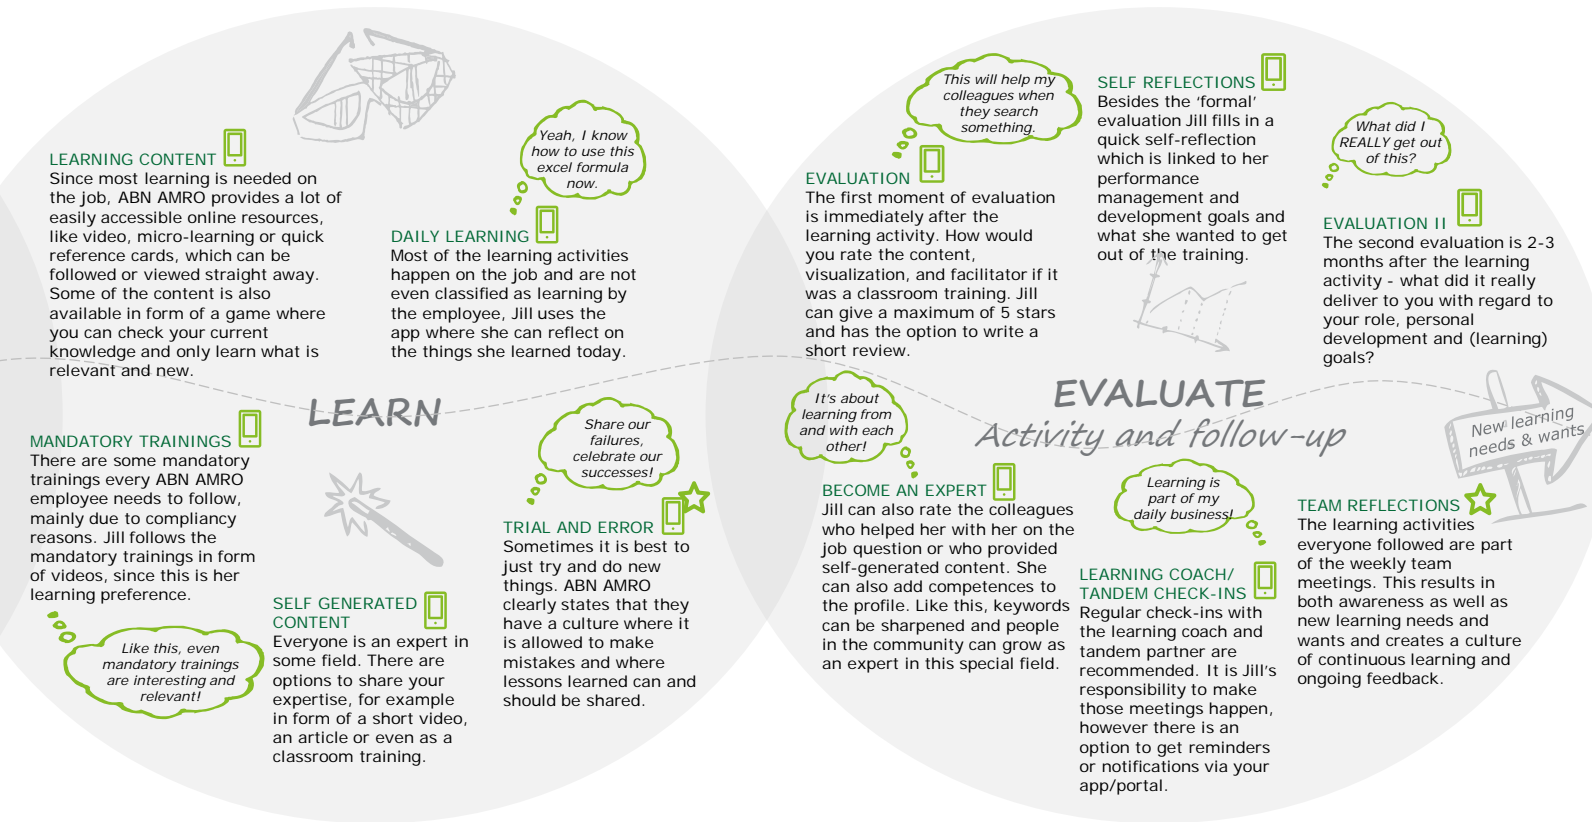 LEARNING CONTENT
Since most learning is needed on
the job, ABN AMRO provides a lot of
easily accessible online resources,
like video, micro-learning or quick
reference cards, which can be
followed or viewed straight away.
Some of the content is also
available in form of a game where
you can check your current
knowledge and only learn what is
relevant and new.
Yeah, I know
how to use this
excel formula
now.
DAILY LEARNING
Most of the learning activities
happen on the job and are not
even classified as learning by
the employee, Jill uses the
app where she can reflect on
the things she learned today.
LEARN
MANDATORY TRAININGS
There are some mandatory
trainings every ABN AMRO
employee needs to follow,
mainly due to compliancy
reasons. Jill follows the
mandatory trainings in form
of videos, since this is her
learning preference.
Like this, even
mandatory trainings
are interesting and
relevant!
SELF GENERATED
CONTENT
Everyone is an expert in
some field. There are
options to share your
expertise, for example
in form of a short video,
an article or even as a
classroom training.
Share our
failures,
celebrate our
successes!
TRIAL AND ERROR
Sometimes it is best to
just try and do new
things. ABN AMRO
clearly states that they
have a culture where it
is allowed to make
mistakes and where
lessons learned can and
should be shared.
This will help my
colleagues when
they search
something.
EVALUATION
The first moment of evaluation
is immediately after the
learning activity. How would
you rate the content,
visualization, and facilitator if it
was a classroom training. Jill
can give a maximum of 5 stars
and has the option to write a
short review.
SELF REFLECTIONS
Besides the ‘formal’
evaluation Jill fills in a
quick self-reflection
which is linked to her
performance
management and
development goals and
what she wanted to get
out of the training.
What did I
REALLY get out
of this?
EVALUATION II
The second evaluation is 2-3
months after the learning
activity - what did it really
deliver to you with regard to
your role, personal
development and (learning)
goals?
EVALUATE
Activity and follow-up
It's about
learning from
and with each
other!
BECOME AN EXPERT
Jill can also rate the colleagues
who helped her with her on the
job question or who provided
self-generated content. She
can also add competences to
the profile. Like this, keywords
can be sharpened and people
in the community can grow as
an expert in this special field.
Learning is
part of my
daily business!
LEARNING COACH/
TANDEM CHECK-INS
Regular check-ins with
the learning coach and
tandem partner are
recommended. It is Jill's
responsibility to make
those meetings happen,
however there is an
option to get reminders
or notifications via your
app/portal.
TEAM REFLECTIONS
The learning activities
everyone followed are part
of the weekly team
meetings. This results in
both awareness as well as
new learning needs and
wants and creates a culture
of continuous learning and
ongoing feedback.
New learning
needs & wants